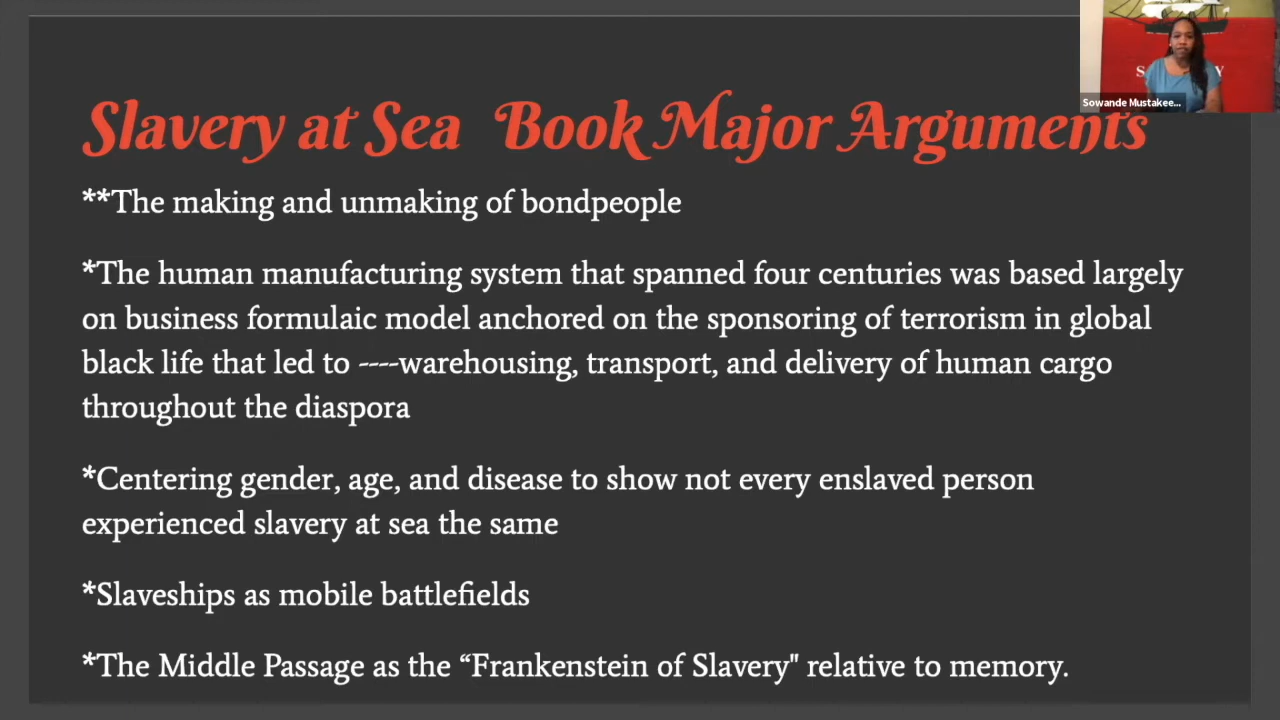 Slavery at Sea Book Major Arguments
Sowande Mustakee...
**The making and unmaking of bondpeople
*The human manufacturing system that spanned four centuries was based largely
on business formulaic model anchored on the sponsoring of terrorism in global
black life that led to ----warehousing, transport, and delivery of human cargo
throughout the diaspora
*Centering gender, age, and disease to show not every enslaved person
experienced slavery at sea the same
*Slaveships as mobile battlefields
*The Middle Passage as the “Frankenstein of Slavery" relative to memory.